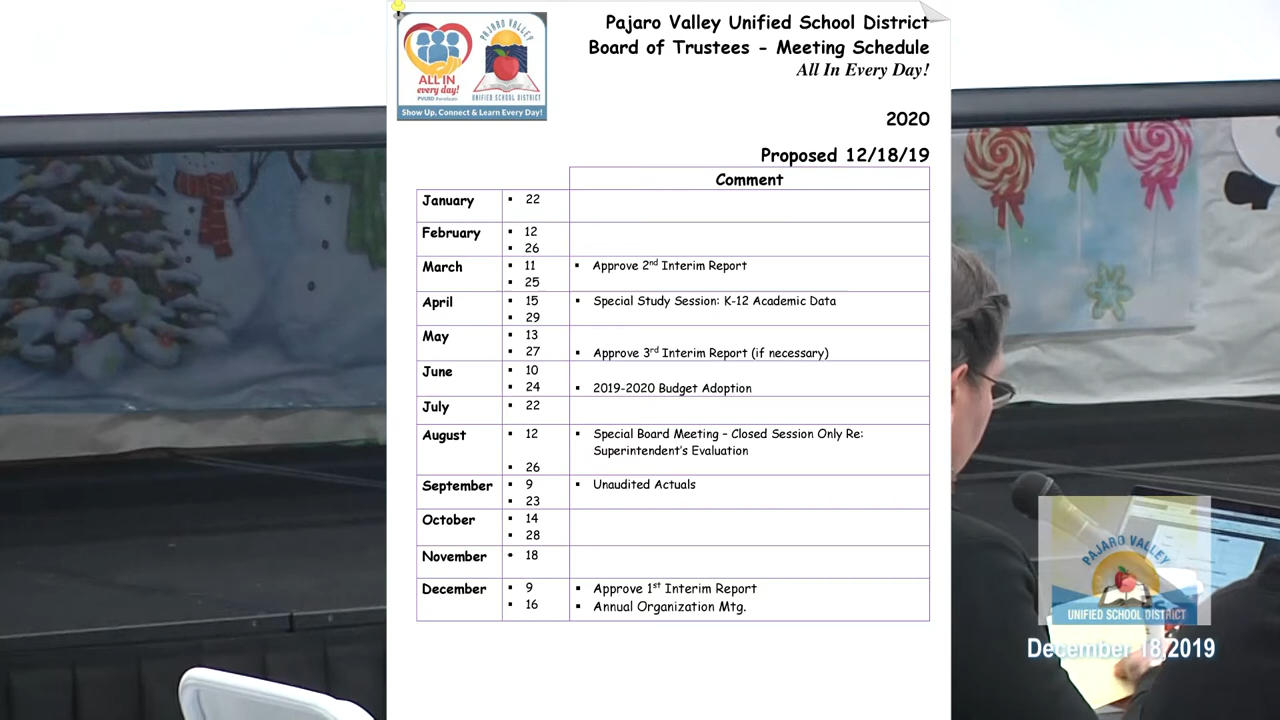 Pajaro Valley Unified School District
Board of Trustees - Meeting Schedule
All In Every Day!
ALL IN
every day!
PAJARO VALLEY
UNIFIED SCHOOL DISTRICT
Show Up, Connect & Learn Every Day!
2020
Proposed 12/18/19
Comment
January ▪ 22
February ▪ 12
▪ 26
March ▪ 11 ▪ Approve 2nd Interim Report
▪ 25
April ▪ 15 ▪ Special Study Session: K-12 Academic Data
▪ 29
May ▪ 13
▪ 27 ▪ Approve 3rd Interim Report (if necessary)
June ▪ 10
▪ 24 ▪ 2019-2020 Budget Adoption
July ▪ 22
August ▪ 12 ▪ Special Board Meeting – Closed Session Only Re:
Superintendent's Evaluation
▪ 26
September ▪ 9 ▪ Unaudited Actuals
▪ 23
October ▪ 14
▪ 28
November ▪ 18
December ▪ 9 ▪ Approve 1st Interim Report
▪ 16 ▪ Annual Organization Mtg.
PAJARO VALLEY
UNIFIED SCHOOL DISTRICT
December 18,2019